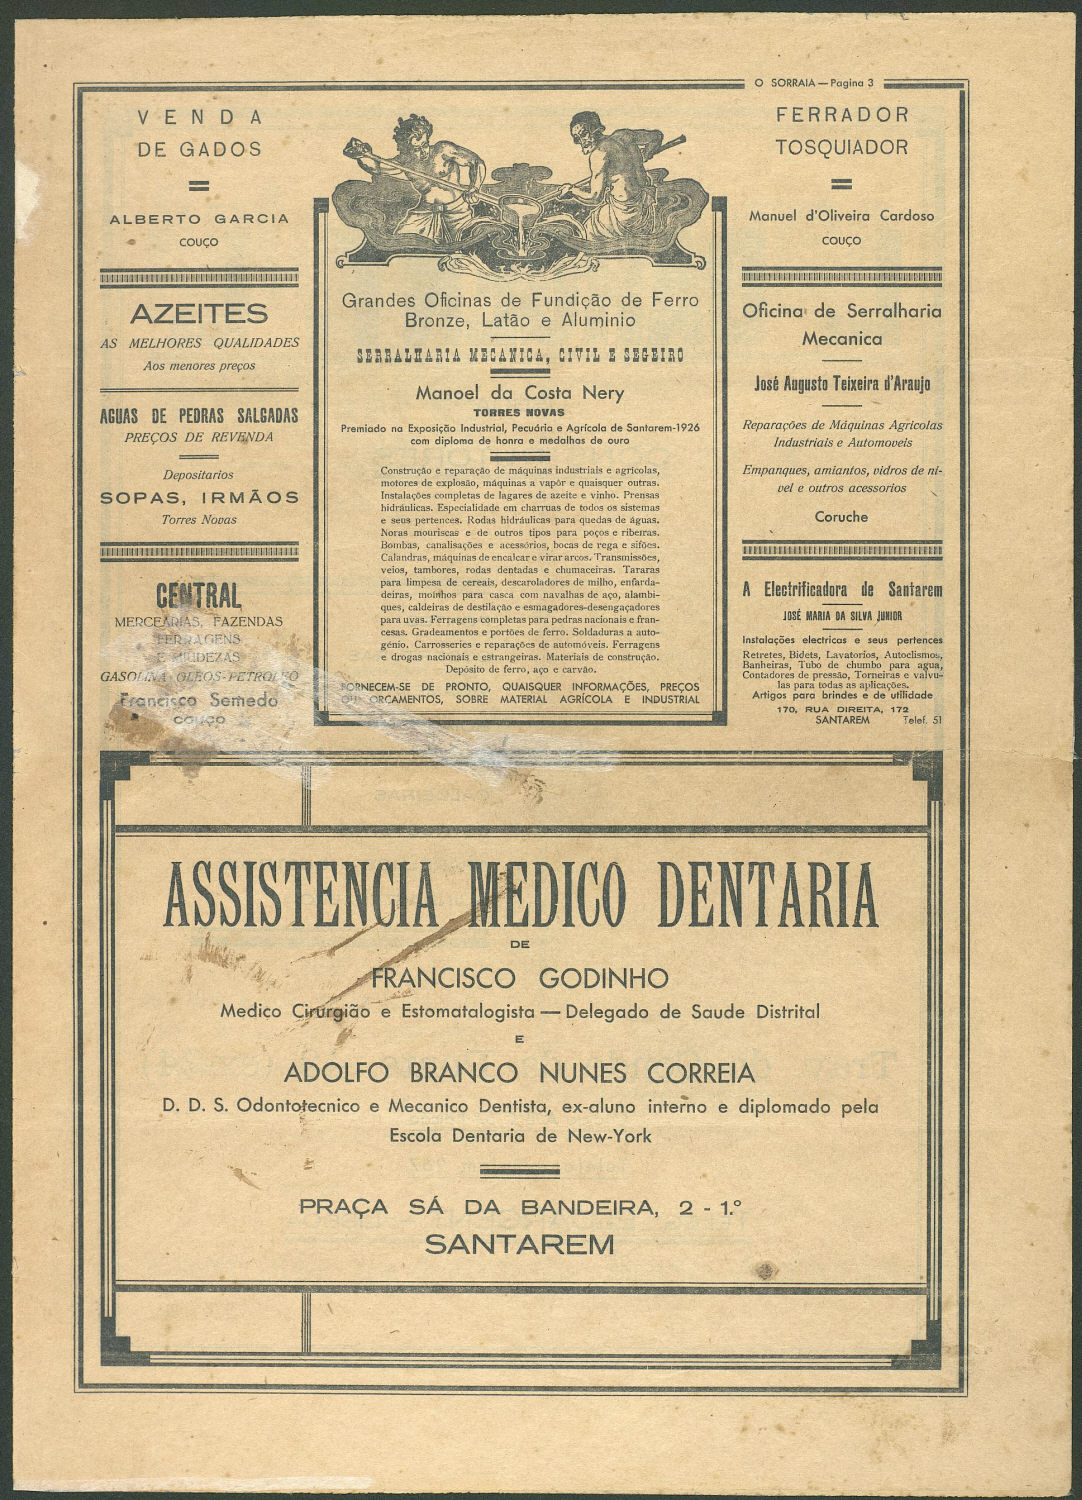 O SORRAIA — Pagina 3
VENDA
DE GADOS
ALBERTO GARCIA
COUÇO
AZEITES
AS MELHORES QUALIDADES
Aos menores preços
AGUAS DE PEDRAS SALGADAS
PREÇOS DE REVENDA
Depositarios
SOPAS, IRMÃOS
Torres Novas
CENTRAL
MERCEARIAS, FAZENDAS
FERRAGENS
E MIUDEZAS
GASOLINA-OLEOS-PETROLEO
Francisco Semedo
COUÇO
Grandes Oficinas de Fundição de Ferro
Bronze, Latão e Aluminio
SERRALHARIA MECANICA, CIVIL E SEGEIRO
Manoel da Costa Nery
TORRES NOVAS
Premiado na Exposição Industrial, Pecuária e Agrícola de Santarem-1926
com diploma de honra e medalhas de ouro
Construção e reparação de máquinas industriais e agrícolas,
motores de explosão, máquinas a vapôr e quaisquer outras.
Instalações completas de lagares de azeite e vinho. Prensas
hidráulicas. Especialidade em charruas de todos os sistemas
e seus pertences. Rodas hidráulicas para quedas de águas.
Noras mouriscas e de outros tipos para poços e ribeiras.
Bombas, canalisações e acessórios, bocas de rega e sifões.
Calandras, máquinas de encalcar e virar arcos. Transmissões,
veios, tambores, rodas dentadas e chumaceiras. Tararas
para limpesa de cereais, descaroladores de milho, enfarda-
deiras, moinhos para casca com navalhas de aço, alambi-
ques, caldeiras de destilação e esmagadores-desengaçadores
para uvas. Ferragens completas para pedras nacionais e fran-
cesas. Gradeamentos e portões de ferro. Soldaduras a auto-
génio. Carrosseries e reparações de automóveis. Ferragens
e drogas nacionais e estrangeiras. Materiais de construção.
Depósito de ferro, aço e carvão.
FORNECEM-SE DE PRONTO, QUAISQUER INFORMAÇÕES, PREÇOS
OU ORÇAMENTOS, SOBRE MATERIAL AGRÍCOLA E INDUSTRIAL
FERRADOR
TOSQUIADOR
Manuel d'Oliveira Cardoso
COUÇO
Oficina de Serralharia
Mecanica
José Augusto Teixeira d'Araujo
Reparações de Máquinas Agricolas
Industriais e Automoveis
Empanques, amiantos, vidros de ni-
vel e outros acessorios
Coruche
A Electrificadora de Santarem
JOSÉ MARIA DA SILVA JUNIOR
Instalações electricas e seus pertences
Retretes, Bidets, Lavatorios, Autoclismos,
Banheiras, Tubo de chumbo para agua,
Contadores de pressão, Torneiras e valvu-
las para todas as aplicações.
Artigos para brindes e de utilidade
170, RUA DIREITA, 172
SANTAREM Telef. 51
ASSISTENCIA MEDICO DENTARIA
DE
FRANCISCO GODINHO
Medico Cirurgião e Estomatalogista — Delegado de Saude Distrital
E
ADOLFO BRANCO NUNES CORREIA
D. D. S. Odontotecnico e Mecanico Dentista, ex-aluno interno e diplomado pela
Escola Dentaria de New-York
PRAÇA SÁ DA BANDEIRA, 2 - 1.º
SANTAREM